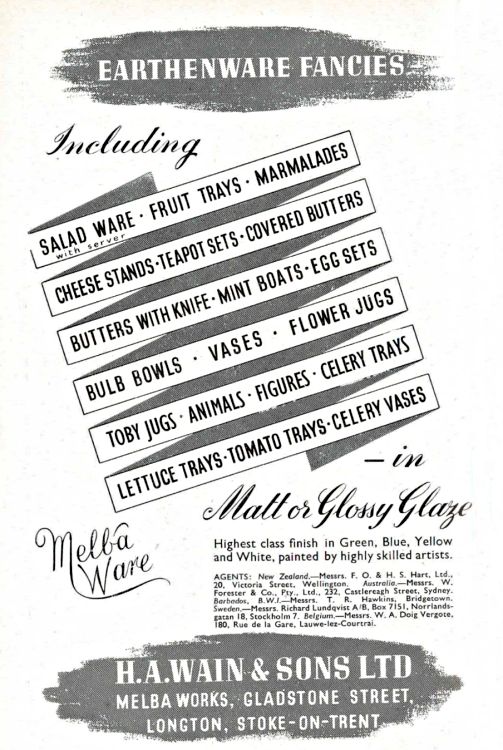 EARTHENWARE FANCIES
Including
SALAD WARE · FRUIT TRAYS · MARMALADES
with server
CHEESE STANDS · TEAPOT SETS · COVERED BUTTERS
BUTTERS WITH KNIFE · MINT BOATS · EGG SETS
BULB BOWLS · VASES · FLOWER JUGS
TOBY JUGS · ANIMALS · FIGURES · CELERY TRAYS
LETTUCE TRAYS · TOMATO TRAYS · CELERY VASES
– in
Matt or Glossy Glaze
Melba
Ware
Highest class finish in Green, Blue, Yellow
and White, painted by highly skilled artists.
AGENTS: New Zealand.—Messrs. F. O. & H. S. Hart, Ltd.,
20, Victoria Street, Wellington. Australia.—Messrs. W.
Forester & Co., Pty., Ltd., 232, Castlereagh Street, Sydney.
Barbados, B.W.I.—Messrs. T. R. Hawkins, Bridgetown.
Sweden.—Messrs. Richard Lundqvist A/B, Box 7151, Norrlands-
gatan 18, Stockholm 7. Belgium.—Messrs. W. A. Doig Vergote,
180, Rue de la Gare, Lauwe-lez-Courtrai.
H.A.WAIN & SONS LTD
MELBA WORKS, GLADSTONE STREET,
LONGTON, STOKE-ON-TRENT